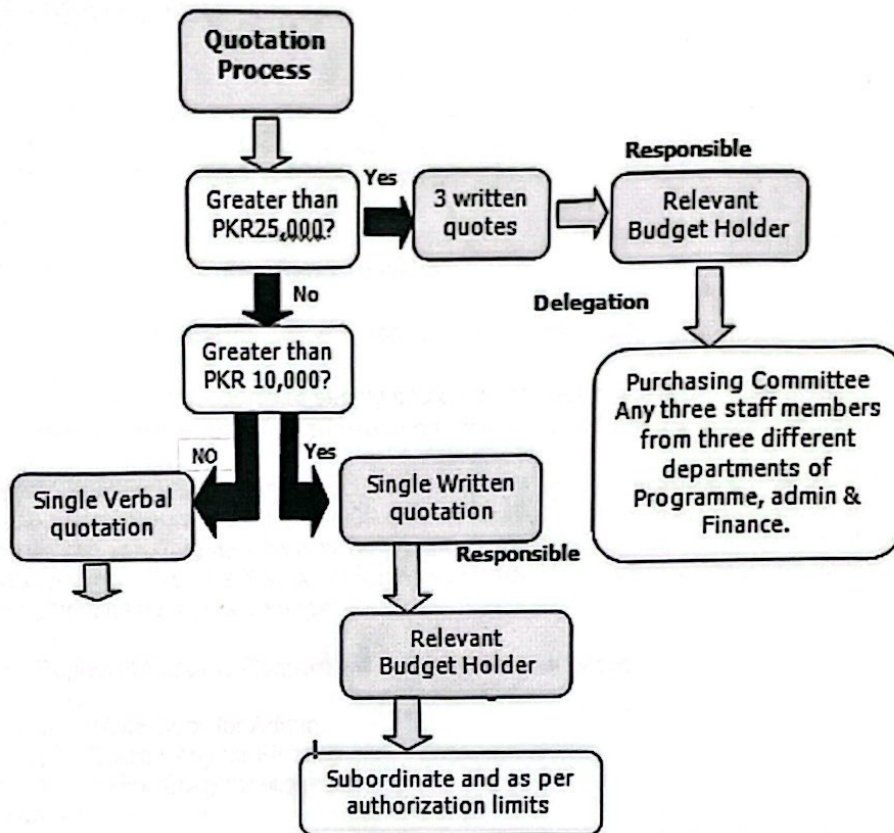 Quotation
Process
Responsible
Yes
Greater than
PKR25,000?
3 written
quotes
Relevant
Budget Holder
No
Delegation
Greater than
PKR 10,000?
Purchasing Committee
Any three staff members
from three different
departments of
Programme, admin &
Finance.
NO
Yes
Single Verbal
quotation
Single Written
quotation
Responsible
Relevant
Budget Holder
Subordinate and as per
authorization limits